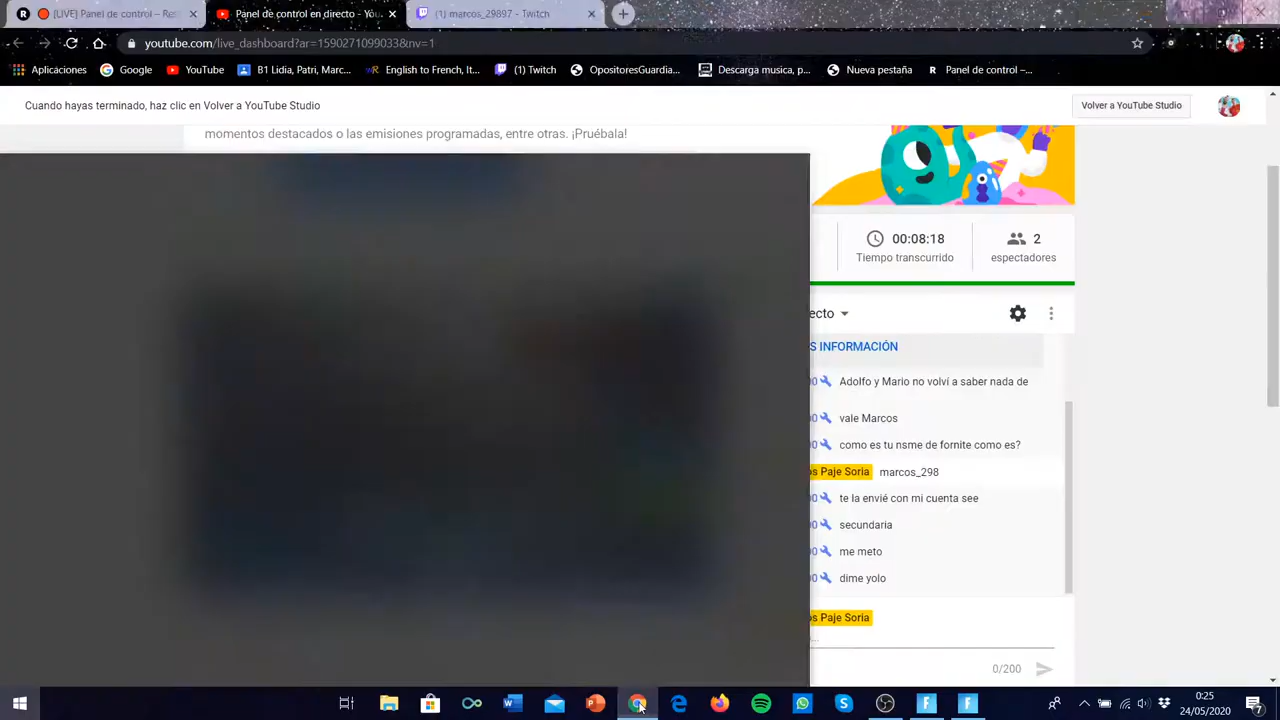 [LIVE] Panel de control – Res
Panel de control en directo - You
(1) marcos_29897 - Twitch
youtube.com/live_dashboard?ar=1590271099033&nv=1
Aplicaciones
Google
YouTube
B1 Lidia, Patri, Marc...
English to French, It...
(1) Twitch
OpositoresGuardia...
Descarga musica, p...
Nueva pestaña
Panel de control –...
Cuando hayas terminado, haz clic en Volver a YouTube Studio
Volver a YouTube Studio
momentos destacados o las emisiones programadas, entre otras. ¡Pruébala!
00:08:18
Tiempo transcurrido
2
espectadores
ecto
S INFORMACIÓN
Adolfo y Mario no volví a saber nada de
vale Marcos
como es tu nsme de fornite como es?
os Paje Soria marcos_298
te la envié con mi cuenta see
secundaria
me meto
dime yolo
os Paje Soria
0/200
0:25
24/05/2020
7